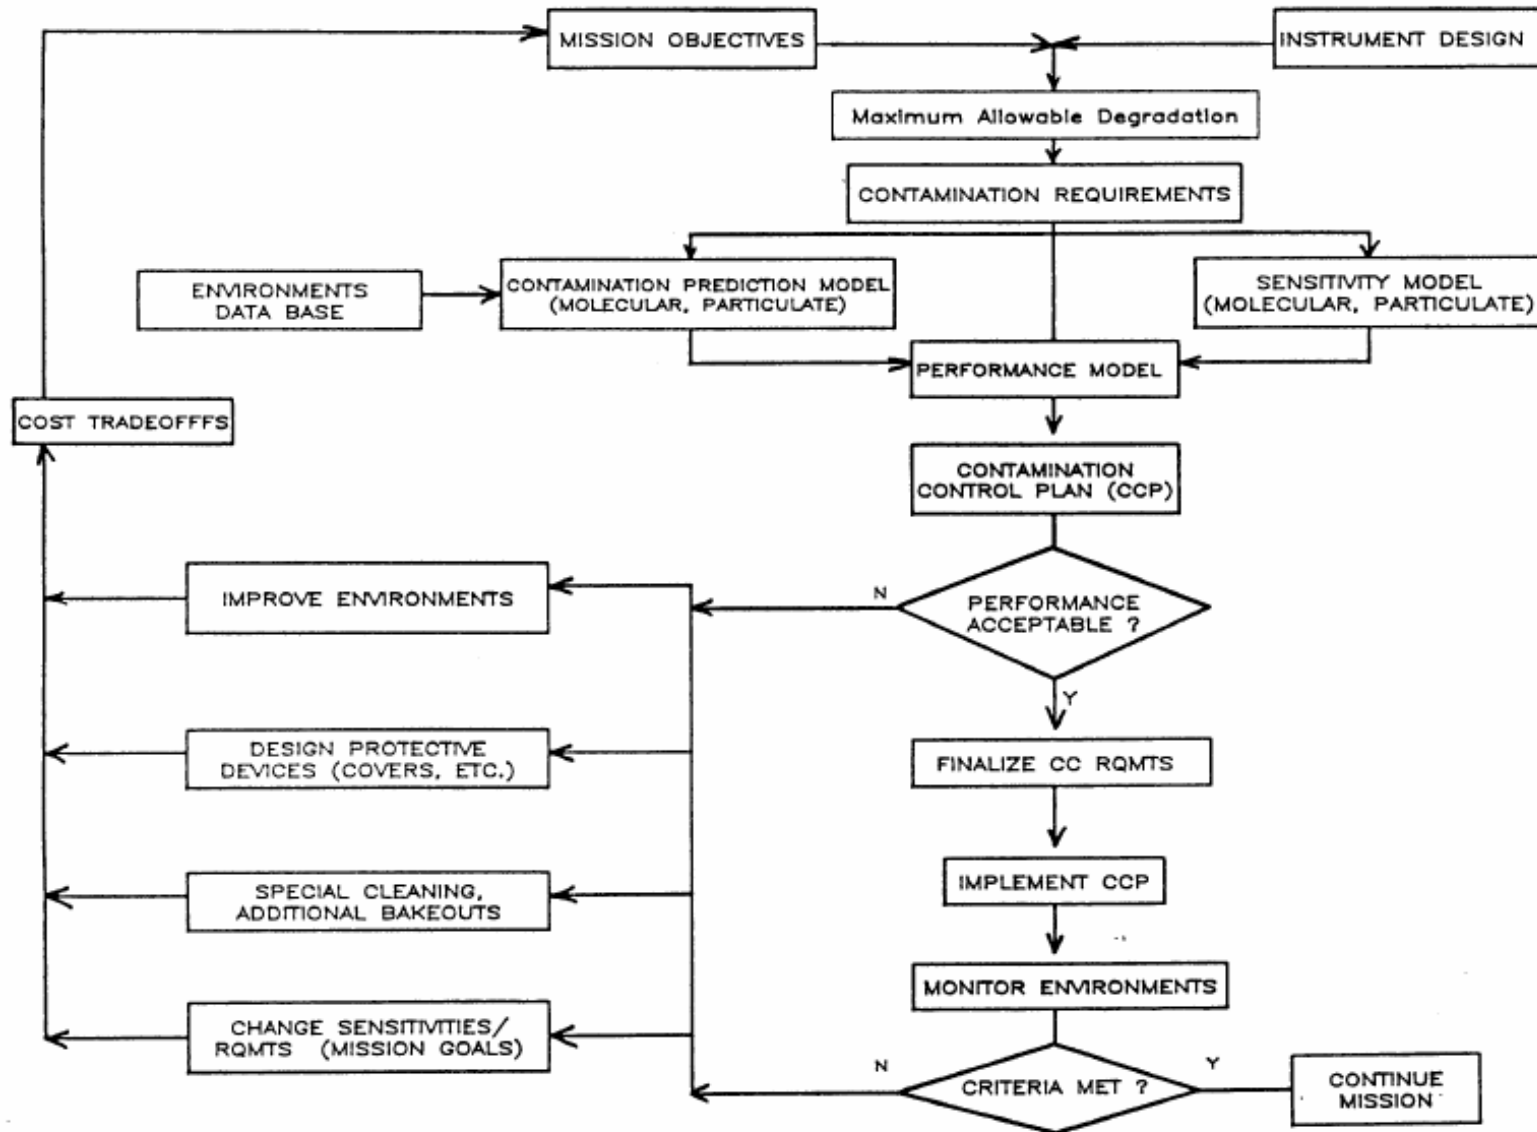 MISSION OBJECTIVES
INSTRUMENT DESIGN
Maximum Allowable Degradation
CONTAMINATION REQUIREMENTS
ENVIRONMENTS
DATA BASE
CONTAMINATION PREDICTION MODEL
(MOLECULAR, PARTICULATE)
SENSITIVITY MODEL
(MOLECULAR, PARTICULATE)
PERFORMANCE MODEL
COST TRADEOFFFS
CONTAMINATION
CONTROL PLAN (CCP)
IMPROVE ENVIRONMENTS
N
PERFORMANCE
ACCEPTABLE ?
Y
DESIGN PROTECTIVE
DEVICES (COVERS, ETC.)
FINALIZE CC RQMTS
SPECIAL CLEANING,
ADDITIONAL BAKEOUTS
IMPLEMENT CCP
MONITOR ENVIRONMENTS
CHANGE SENSITIVITIES/
RQMTS (MISSION GOALS)
N
CRITERIA MET ?
Y
CONTINUE
MISSION